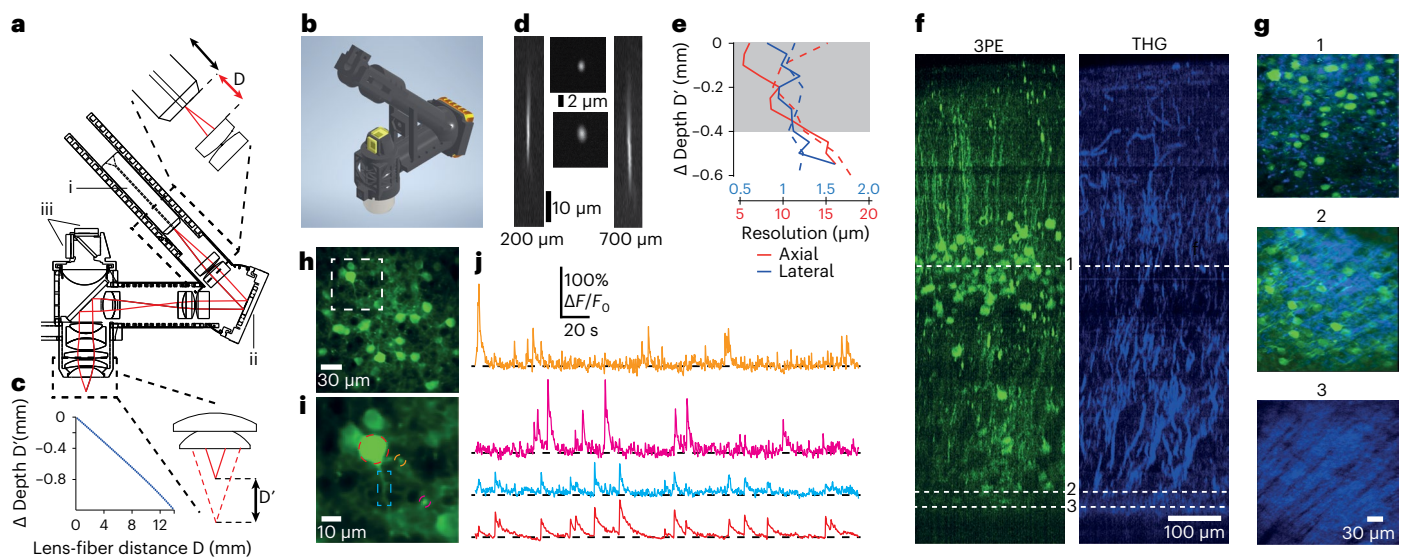 a
D
i
iii
ii
b
d
2 µm
10 µm
200 µm
700 µm
e
Δ Depth D′ (mm)
0
−0.2
−0.4
−0.6
0.5
1
1.5
2.0
5
10
15
20
Resolution (µm)
Axial
Lateral
f
3PE
THG
1
2
3
100 µm
g
1
2
3
30 µm
c
Δ Depth D′(mm)
0
−0.4
−0.8
0
4
8
12
Lens-fiber distance D (mm)
D′
h
30 µm
i
10 µm
j
100%
ΔF/F0
20 s